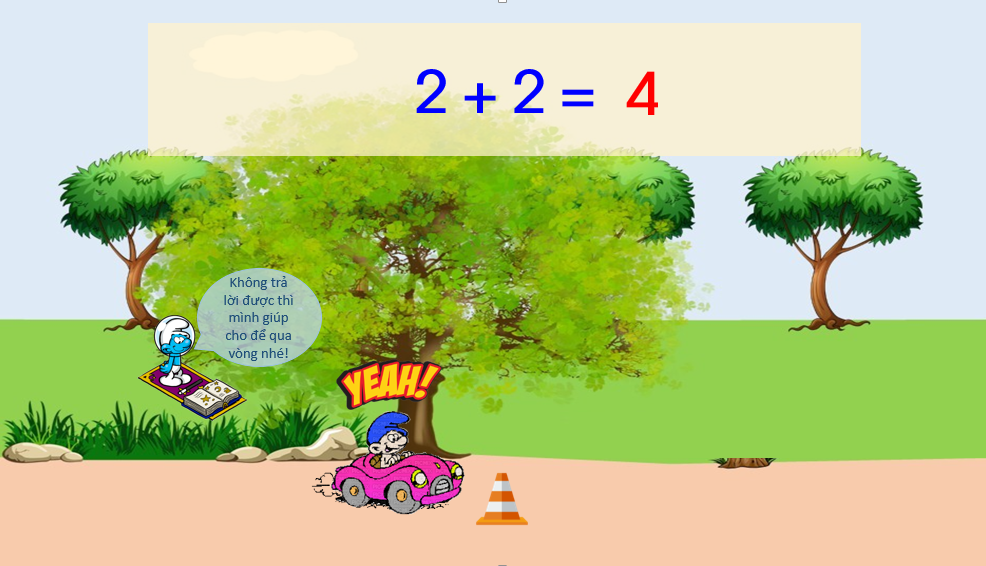 2 + 2 = 4
Không trả
lời được thì
mình giúp
cho để qua
vòng nhé!
YEAH!